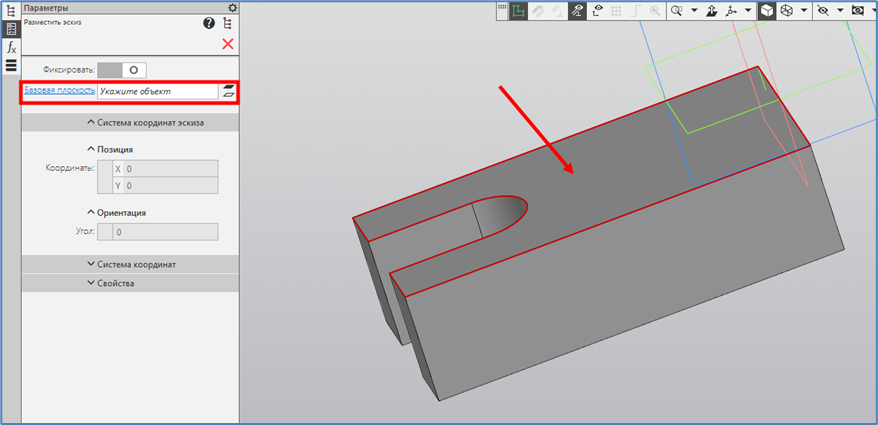 Параметры
Разместить эскиз
?
fx
Фиксировать:
Базовая плоскость Укажите объект
Система координат эскиза
Позиция
Координаты: X 0
Y 0
Ориентация
Угол: 0
Система координат
Свойства